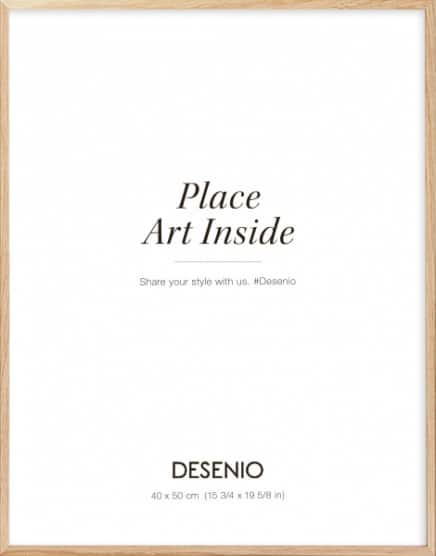 Place
Art Inside
Share your style with us. #Desenio
DESENIO
40 x 50 cm (15 3/4 x 19 5/8 in)